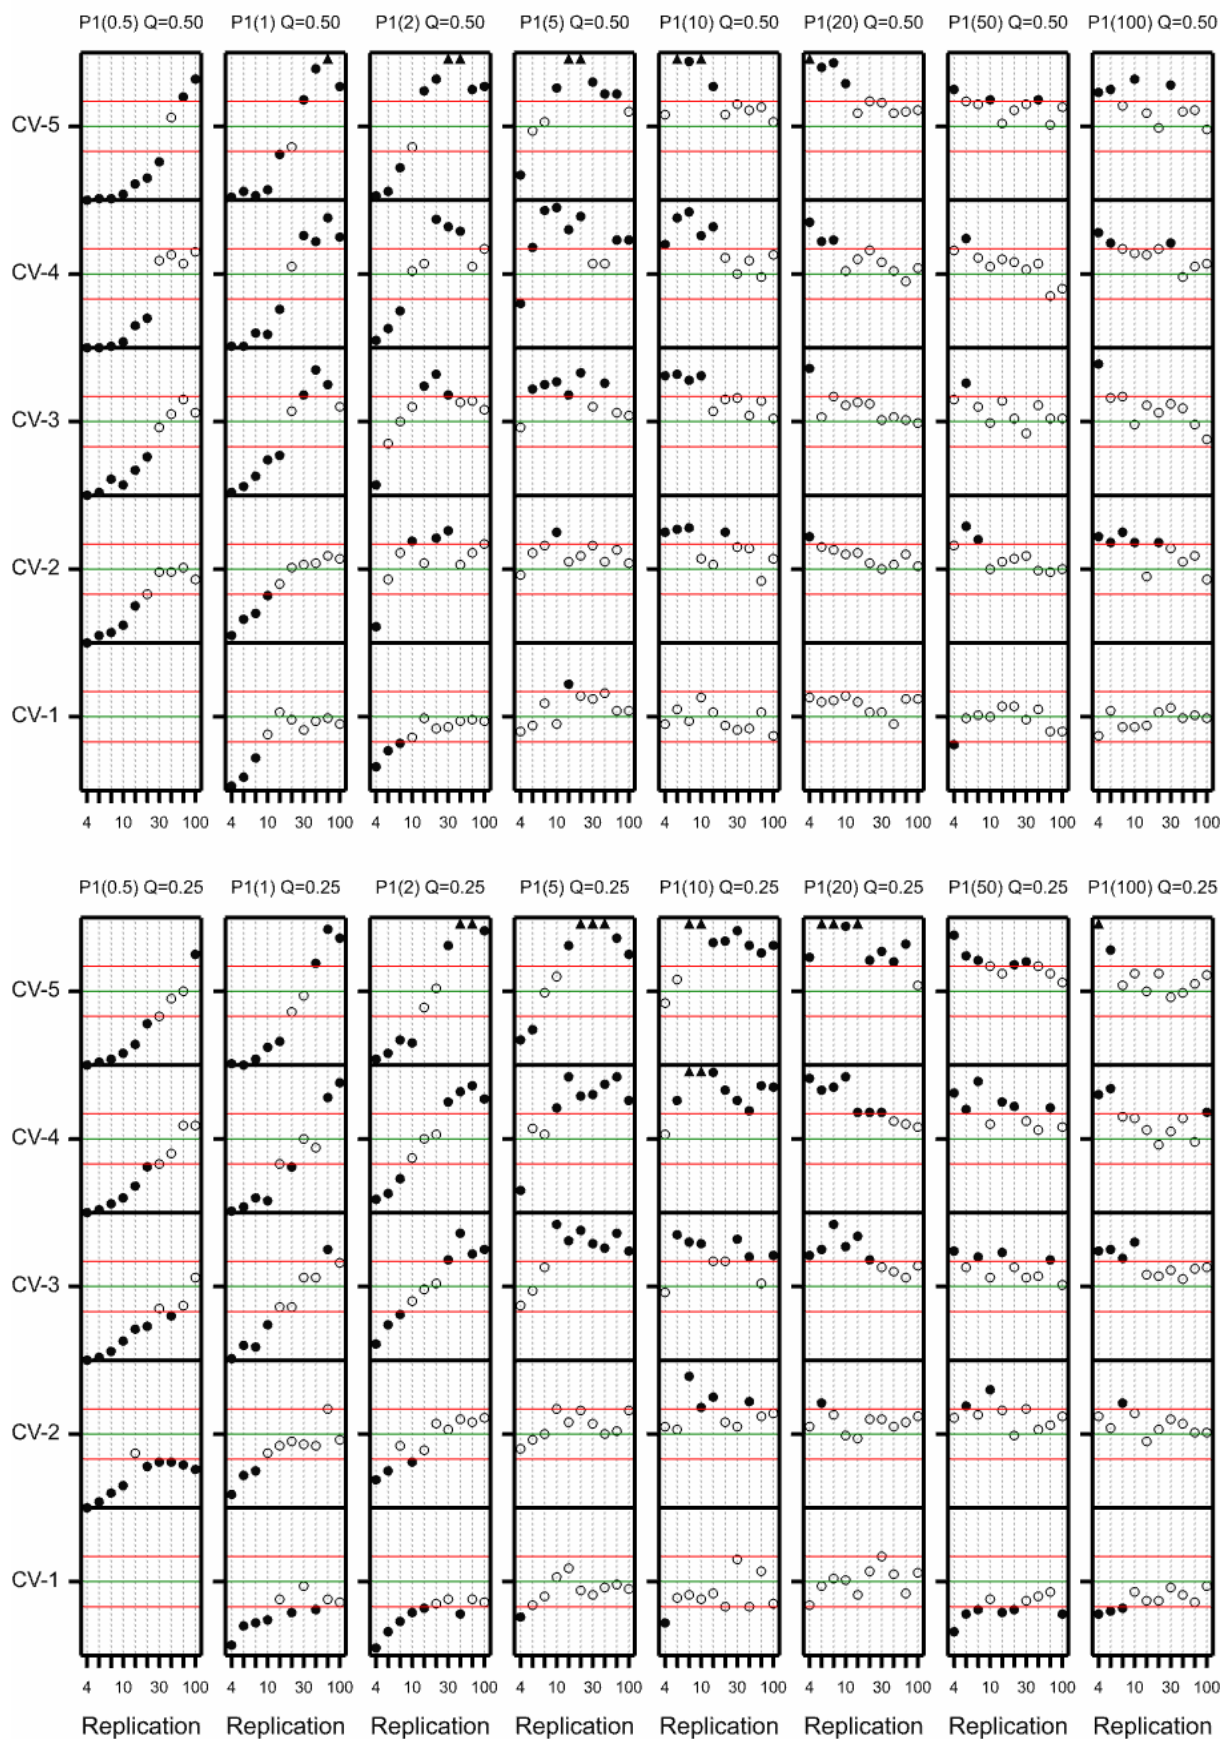 P1(0.5) Q=0.50 P1(1) Q=0.50 P1(2) Q=0.50 P1(5) Q=0.50 P1(10) Q=0.50 P1(20) Q=0.50 P1(50) Q=0.50 P1(100) Q=0.50
CV-5
CV-4
CV-3
CV-2
CV-1
4 10 30 100 4 10 30 100 4 10 30 100 4 10 30 100 4 10 30 100 4 10 30 100 4 10 30 100 4 10 30 100
P1(0.5) Q=0.25 P1(1) Q=0.25 P1(2) Q=0.25 P1(5) Q=0.25 P1(10) Q=0.25 P1(20) Q=0.25 P1(50) Q=0.25 P1(100) Q=0.25
CV-5
CV-4
CV-3
CV-2
CV-1
4 10 30 100 4 10 30 100 4 10 30 100 4 10 30 100 4 10 30 100 4 10 30 100 4 10 30 100 4 10 30 100
Replication Replication Replication Replication Replication Replication Replication Replication